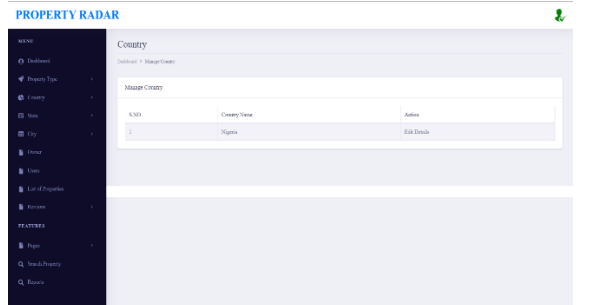 PROPERTY RADAR
MENU
Dashboard
Property Type
Country
State
City
Owner
Users
List of Properties
Reviews
FEATURES
Pages
Search Property
Reports
Country
Dashboard > Manage Country
Manage Country
S.NO Country Name Action
1 Nigeria Edit Details